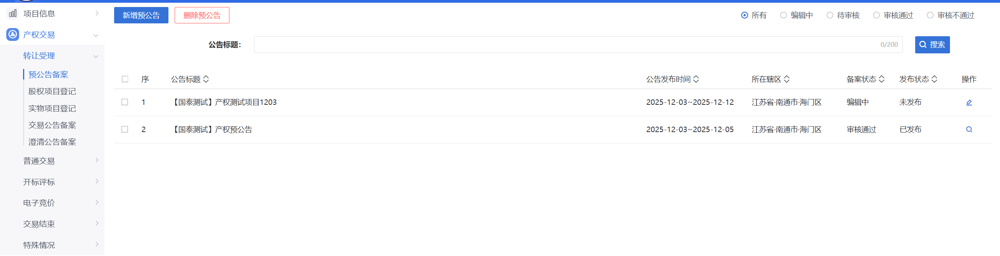 项目信息
产权交易
转让受理
预公告备案
股权项目登记
实物项目登记
交易公告备案
澄清公告备案
普通交易
开标评标
电子竞价
交易结束
特殊情况
新增预公告 删除预公告 所有 编辑中 待审核 审核通过 审核不通过
公告标题: 0/200 搜索
序 公告标题 公告发布时间 所在辖区 备案状态 发布状态 操作
1 【国泰测试】产权测试项目1203 2025-12-03~2025-12-12 江苏省·南通市·海门区 编辑中 未发布
2 【国泰测试】产权预公告 2025-12-03~2025-12-05 江苏省·南通市·海门区 审核通过 已发布